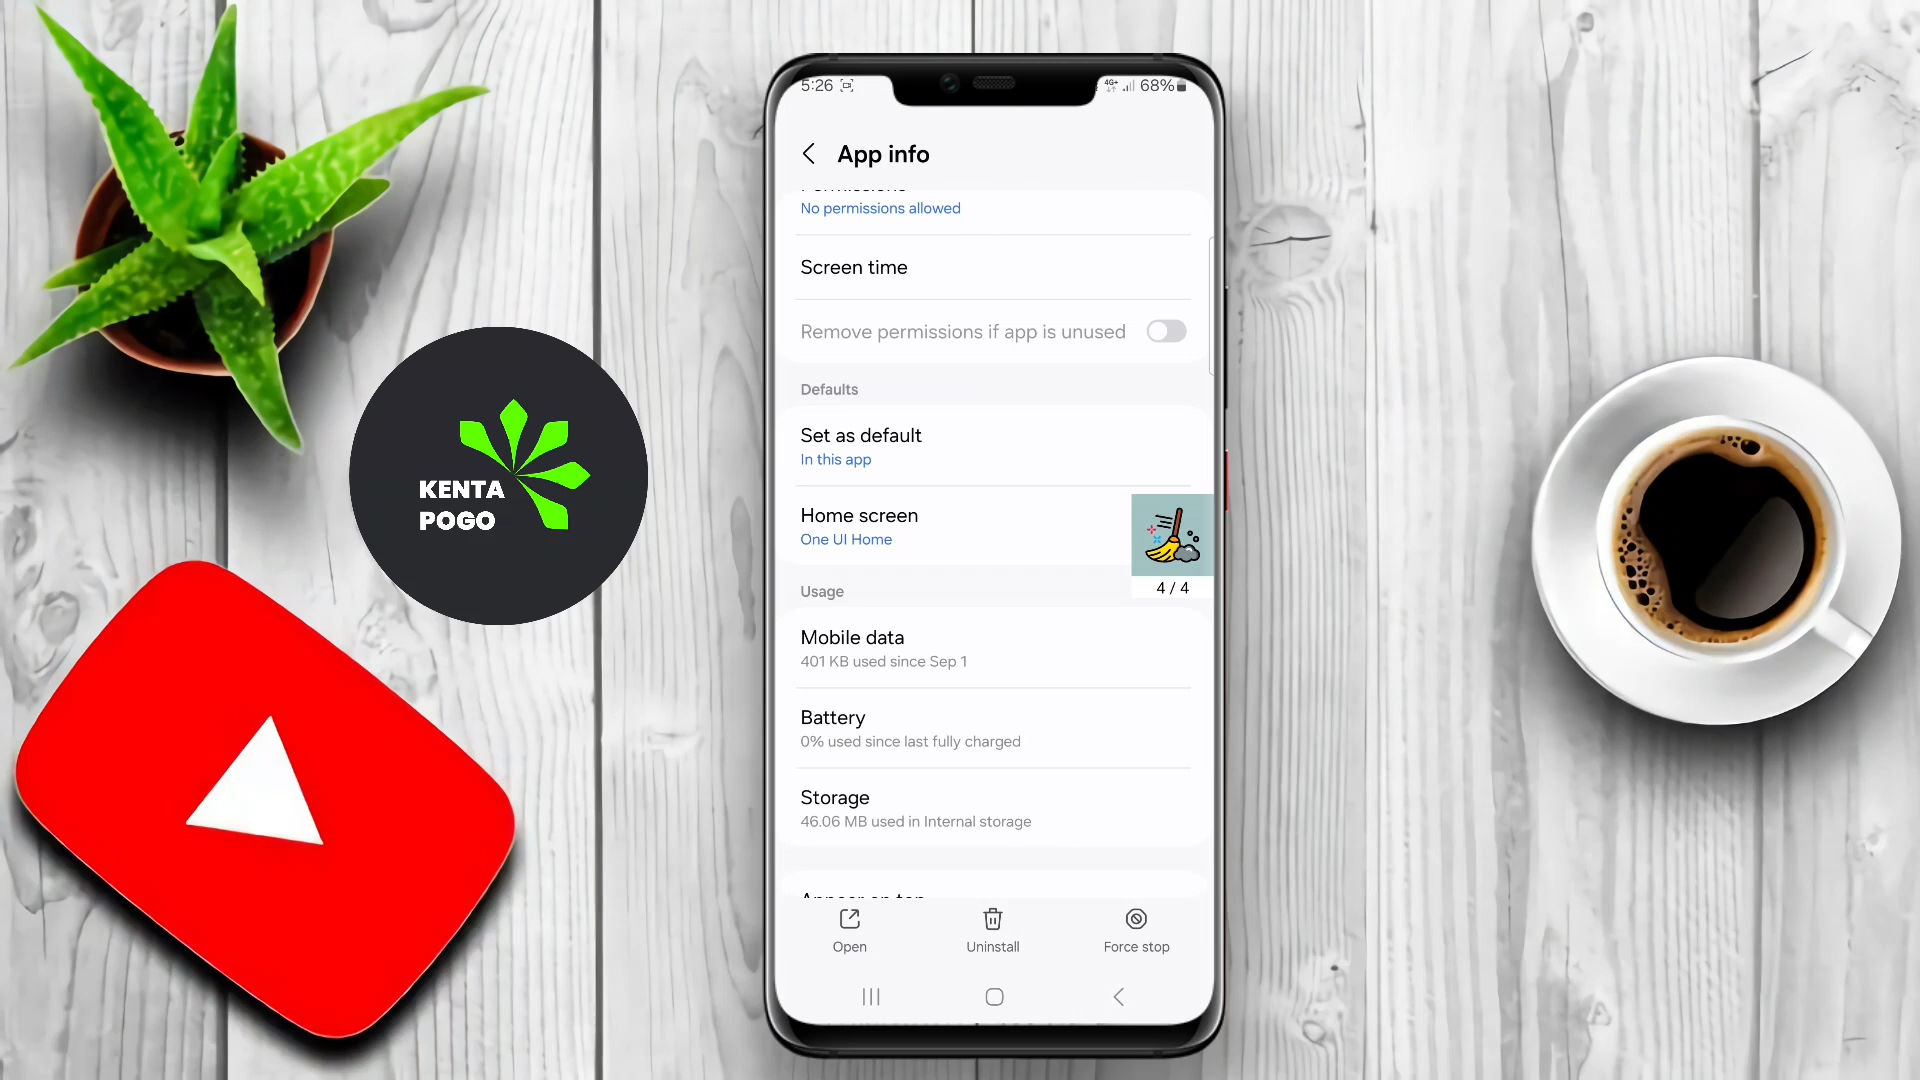 5:26
4G+
68%
App info
No permissions allowed
Screen time
Remove permissions if app is unused
Defaults
Set as default
In this app
Home screen
One UI Home
4 / 4
Usage
Mobile data
401 KB used since Sep 1
Battery
0% used since last fully charged
Storage
46.06 MB used in Internal storage
Open
Uninstall
Force stop
KENTA
POGO